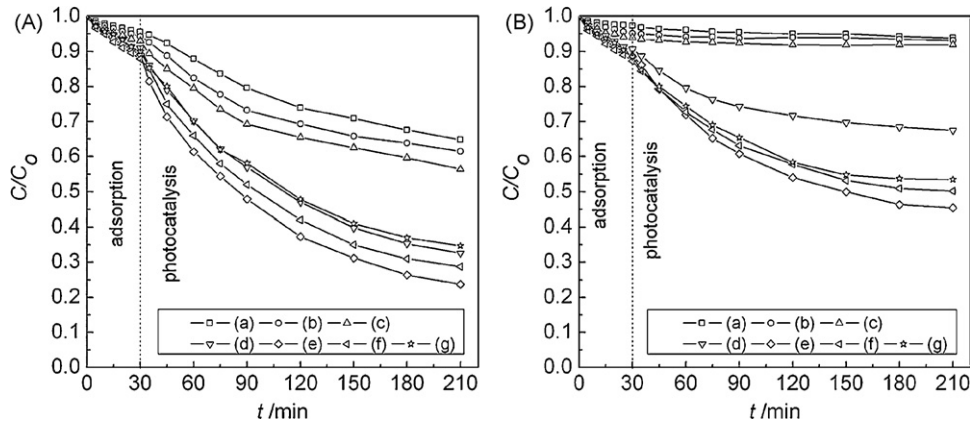 (A)
C/Co
1.0
0.9
0.8
0.7
0.6
0.5
0.4
0.3
0.2
0.1
0.0
adsorption
photocatalysis
(a) (b) (c)
(d) (e) (f) (g)
0 30 60 90 120 150 180 210
t /min
(B)
C/Co
1.0
0.9
0.8
0.7
0.6
0.5
0.4
0.3
0.2
0.1
0.0
adsorption
photocatalysis
(a) (b) (c)
(d) (e) (f) (g)
0 30 60 90 120 150 180 210
t /min